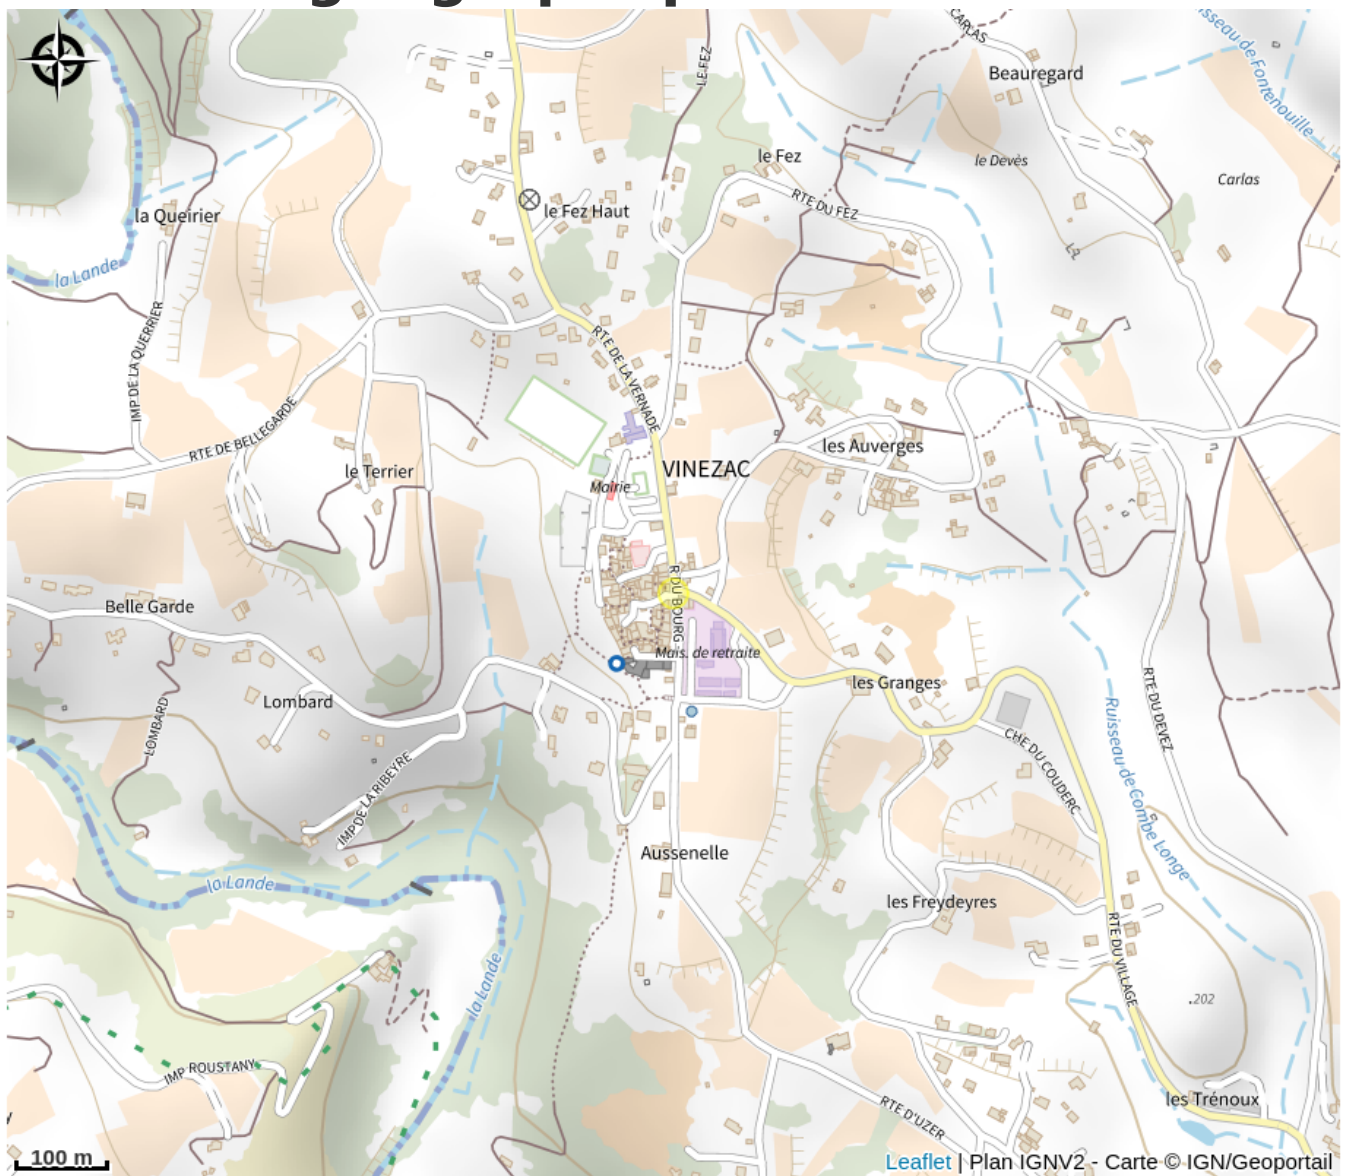 CARLAS
Ruisseau de Fontenouille
LE FEZ
Beauregard
le Fez
le Devès
Carlas
RTE DU FEZ
la Queirier
le Fez Haut
la Lande
IMP DE LA QUERRIER
RTE DE LA VERNADE
RTE DE BELLEGARDE
le Terrier
VINEZAC
les Auverges
Mairie
R DU BOURG
Belle Garde
Mais. de retraite
les Granges
Lombard
LOMBARD
RTE DU DEVEZ
CHE DU COUDERC
Ruisseau de Combe Longe
IMP DE LA RIBEYRE
Aussenelle
la Lande
les Freydeyres
RTE DU VILLAGE
la Lande
.202
IMP ROUSTANY
RTE D'UZER
les Trénoux
100 m
Leaflet | Plan IGNV2 - Carte © IGN/Geoportail